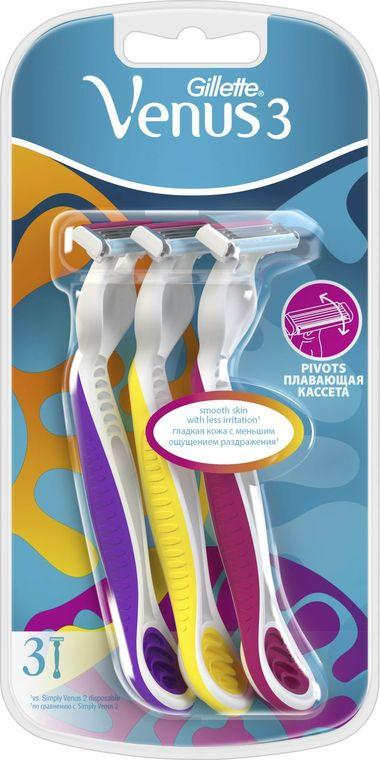 Gillette®
Venus 3
PIVOTS
ПЛАВАЮЩАЯ
КАССЕТА
smooth skin
with less irritation¹
гладкая кожа с меньшим
ощущением раздражения¹
3
¹vs. Simply Venus 2 disposable
¹по сравнению с Simply Venus 2